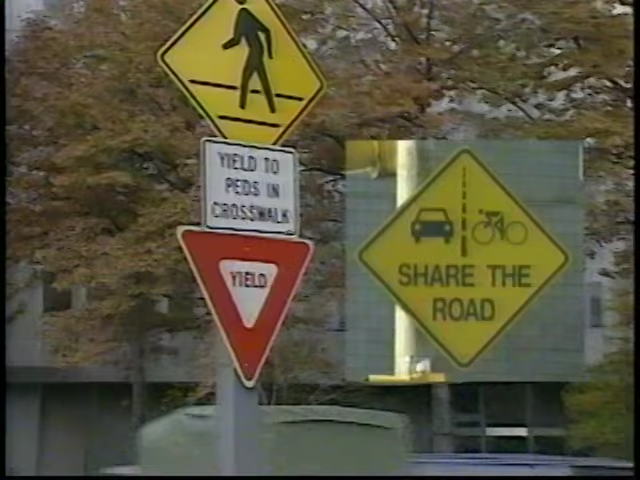 YIELD TO
PEDS IN
CROSSWALK
YIELD
SHARE THE
ROAD